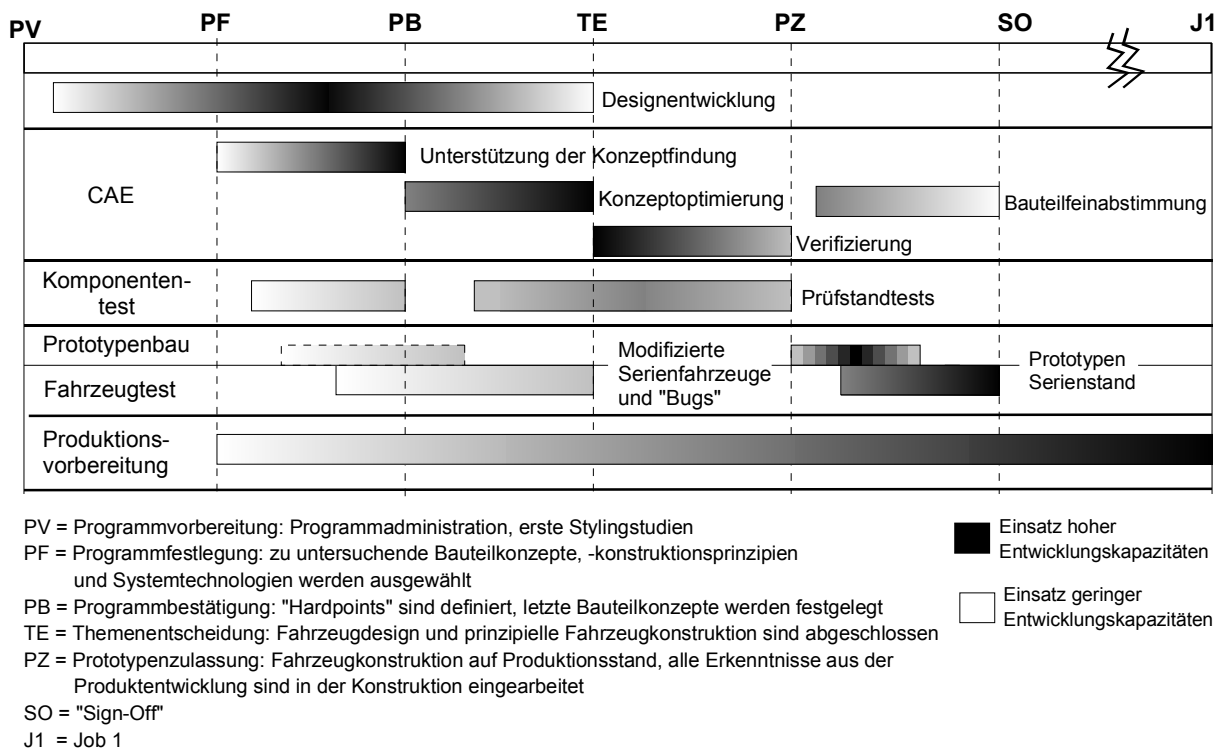 PV PF PB TE PZ SO J1
Designentwicklung
CAE
Unterstützung der Konzeptfindung
Konzeptoptimierung
Bauteilfeinabstimmung
Verifizierung
Komponenten-
test
Prüfstandtests
Prototypenbau
Fahrzeugtest
Modifizierte
Serienfahrzeuge
und "Bugs"
Prototypen
Serienstand
Produktions-
vorbereitung
PV = Programmvorbereitung: Programmadministration, erste Stylingstudien
PF = Programmfestlegung: zu untersuchende Bauteilkonzepte, -konstruktionsprinzipien
und Systemtechnologien werden ausgewählt
PB = Programmbestätigung: "Hardpoints" sind definiert, letzte Bauteilkonzepte werden festgelegt
TE = Themenentscheidung: Fahrzeugdesign und prinzipielle Fahrzeugkonstruktion sind abgeschlossen
PZ = Prototypenzulassung: Fahrzeugkonstruktion auf Produktionsstand, alle Erkenntnisse aus der
Produktentwicklung sind in der Konstruktion eingearbeitet
SO = "Sign-Off"
J1 = Job 1
Einsatz hoher
Entwicklungskapazitäten
Einsatz geringer
Entwicklungskapazitäten